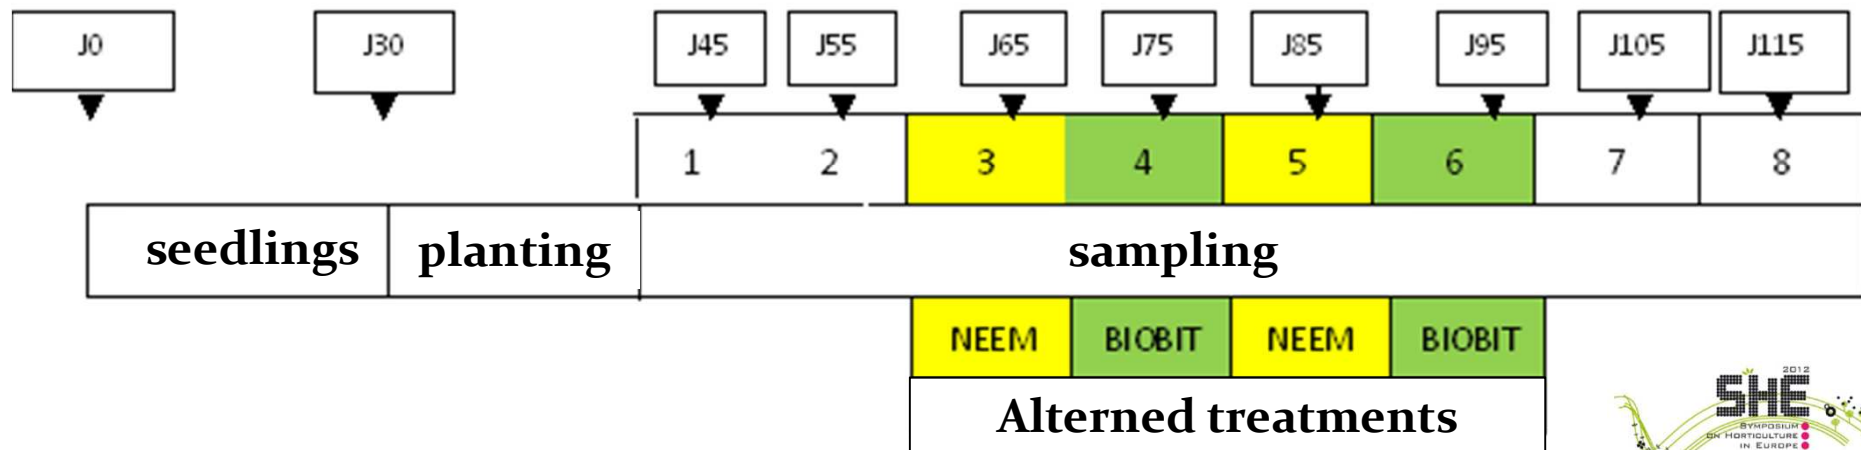 J0 J30 J45 J55 J65 J75 J85 J95 J105 J115
1 2 3 4 5 6 7 8
seedlings planting sampling
NEEM BIOBIT NEEM BIOBIT
Alterned treatments
2012
SHE
SYMPOSIUM
ON HORTICULTURE
IN EUROPE